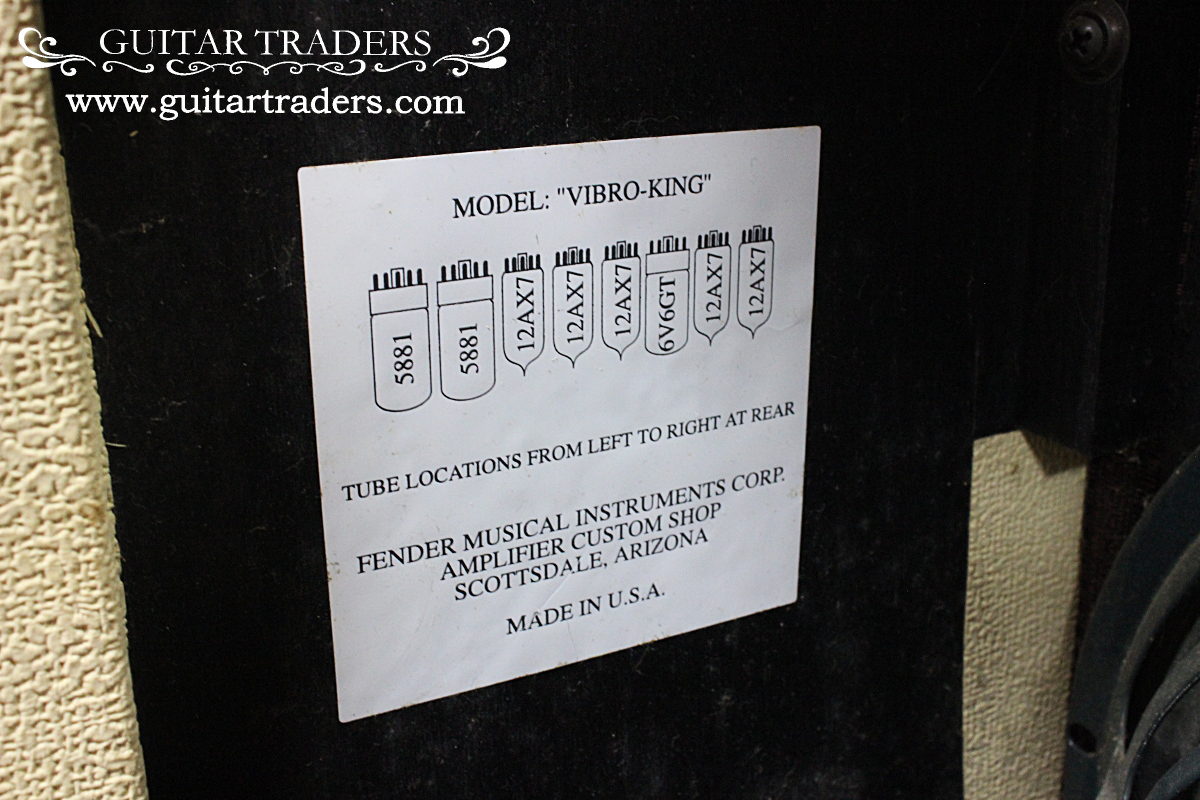 GUITAR TRADERS
www.guitartraders.com
MODEL: "VIBRO-KING"
5881 5881 12AX7 12AX7 12AX7 6V6GT 12AX7 12AX7
TUBE LOCATIONS FROM LEFT TO RIGHT AT REAR
FENDER MUSICAL INSTRUMENTS CORP.
AMPLIFIER CUSTOM SHOP
SCOTTSDALE, ARIZONA
MADE IN U.S.A.